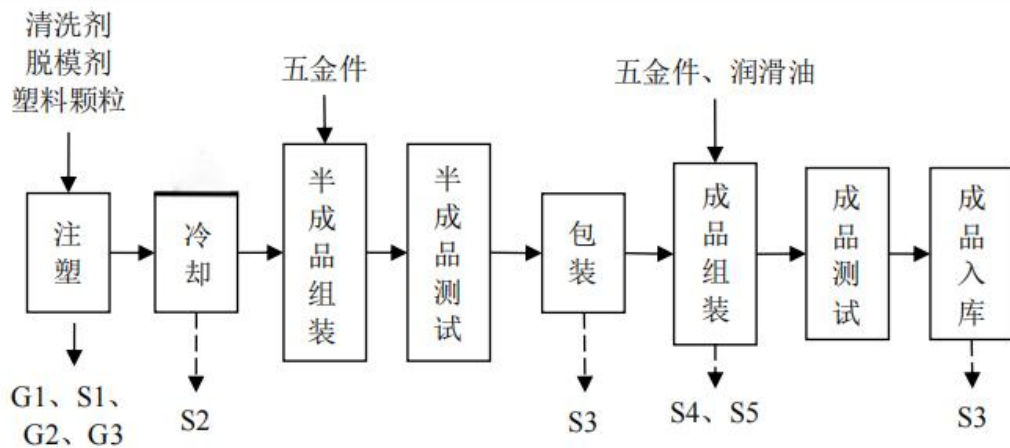 清洗剂
脱模剂
塑料颗粒
五金件
五金件、润滑油
注塑
冷却
半成品组装
半成品测试
包装
成品组装
成品测试
成品入库
G1、S1、
G2、G3
S2
S3
S4、S5
S3